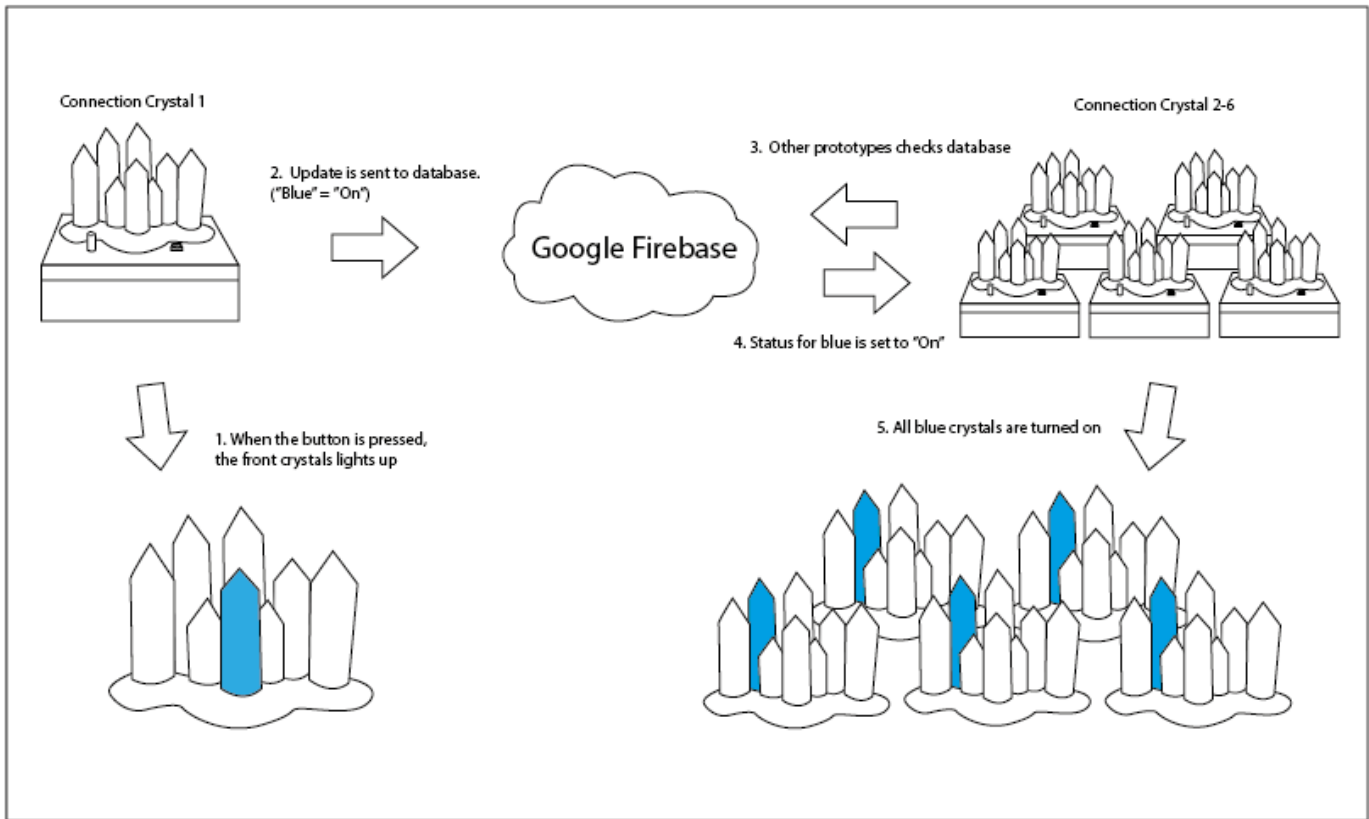 Connection Crystal 1
Connection Crystal 2-6
3. Other prototypes checks database
2. Update is sent to database.
("Blue" = "On")
Google Firebase
4. Status for blue is set to "On"
1. When the button is pressed,
the front crystals lights up
5. All blue crystals are turned on